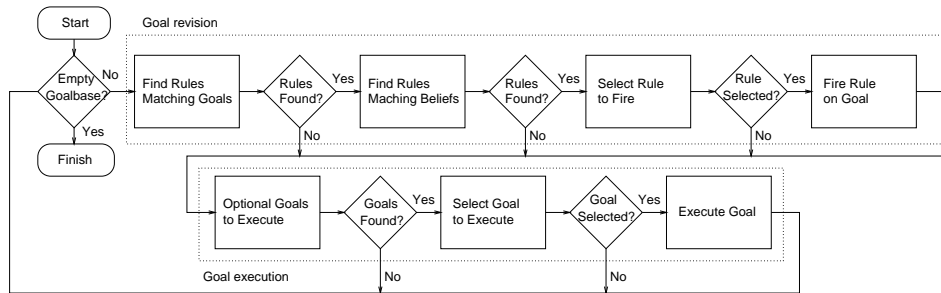 Start
Goal revision
Empty
Goalbase?
No
Yes
Finish
Find Rules
Matching Goals
Rules
Found?
Yes
No
Find Rules
Maching Beliefs
Rules
Found?
Yes
No
Select Rule
to Fire
Rule
Selected?
Yes
No
Fire Rule
on Goal
Optional Goals
to Execute
Goals
Found?
Yes
No
Select Goal
to Execute
Goal
Selected?
Yes
No
Execute Goal
Goal execution